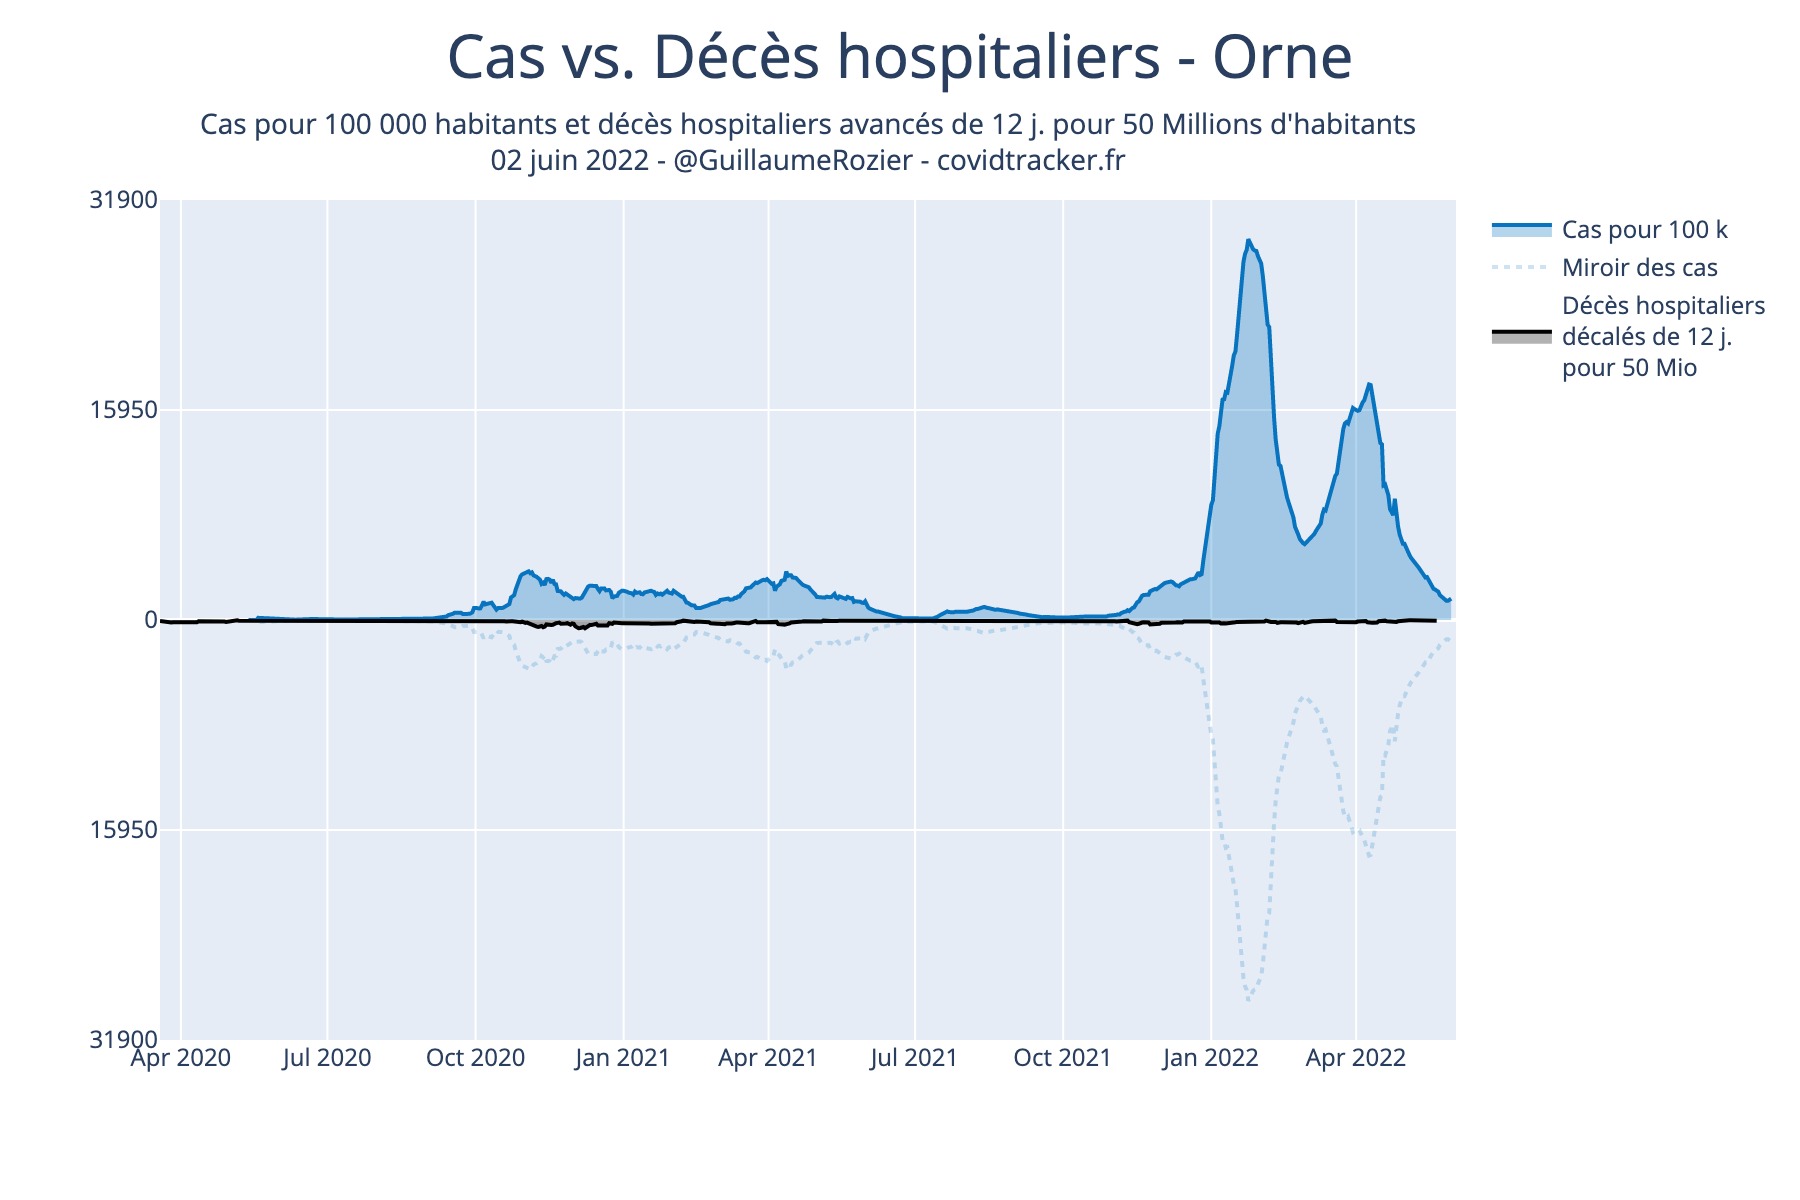 Cas vs. Décès hospitaliers - Orne
Cas pour 100 000 habitants et décès hospitaliers avancés de 12 j. pour 50 Millions d'habitants
02 juin 2022 - @GuillaumeRozier - covidtracker.fr
31900
15950
0
15950
31900
Apr 2020
Jul 2020
Oct 2020
Jan 2021
Apr 2021
Jul 2021
Oct 2021
Jan 2022
Apr 2022
Cas pour 100 k
Miroir des cas
Décès hospitaliers
décalés de 12 j.
pour 50 Mio